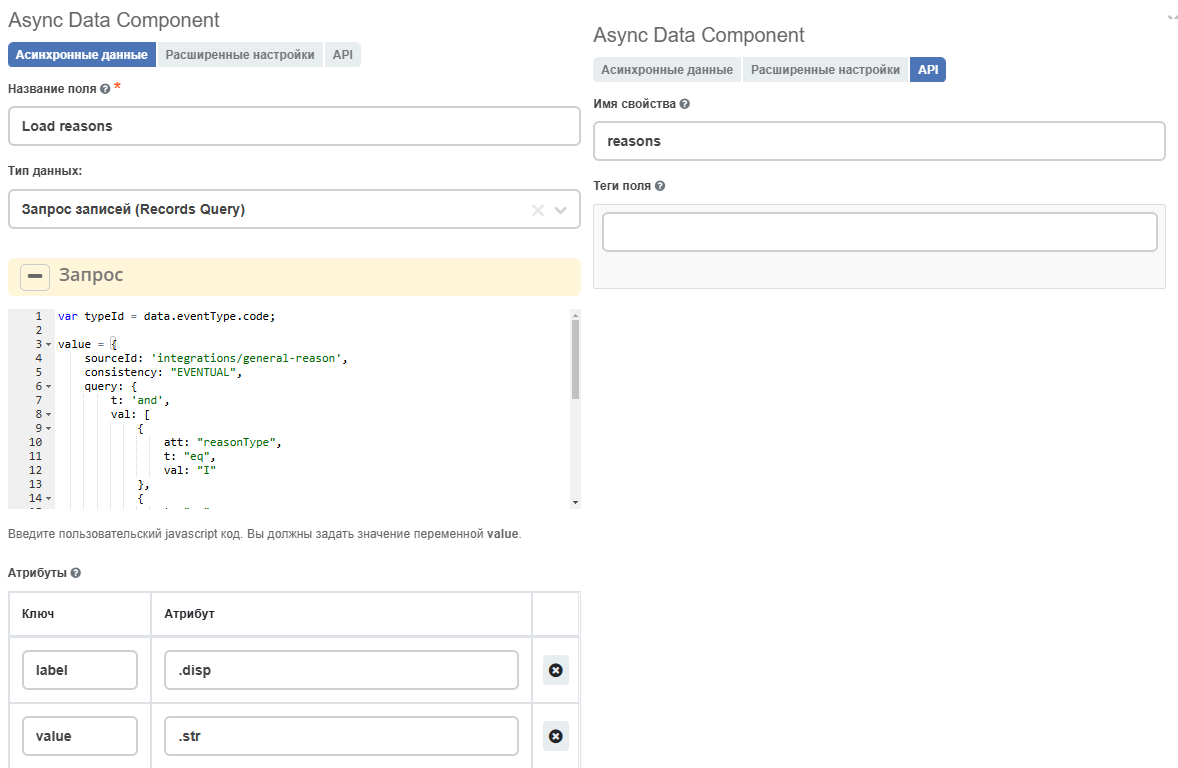 Async Data Component
Асинхронные данные
Расширенные настройки
API
Название поля *
Load reasons
Тип данных:
Запрос записей (Records Query)
Запрос
1 var typeId = data.eventType.code;
2
3 value = {
4 sourceId: 'integrations/general-reason',
5 consistency: "EVENTUAL",
6 query: {
7 t: 'and',
8 val: [
9 {
10 att: "reasonType",
11 t: "eq",
12 val: "I"
13 },
14 {
Введите пользовательский javascript код. Вы должны задать значение переменной value.
Атрибуты
Ключ Атрибут
label .disp
value .str
Async Data Component
Асинхронные данные
Расширенные настройки
API
Имя свойства
reasons
Теги поля